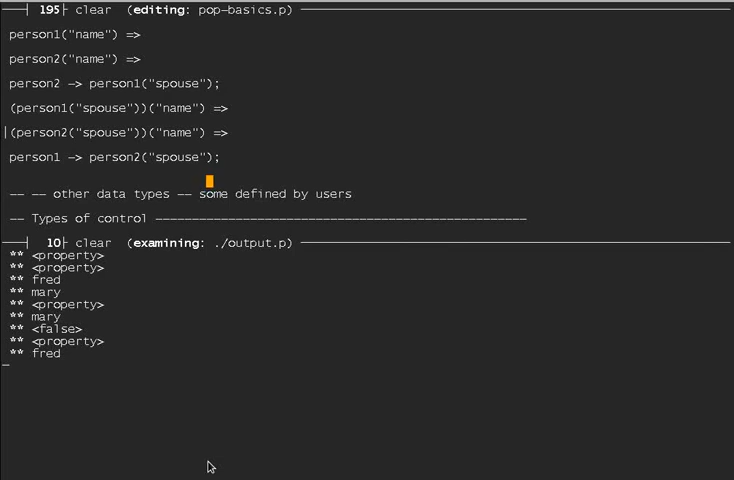 195 clear (editing: pop-basics.p)
person1("name") =>
person2("name") =>
person2 -> person1("spouse");
(person1("spouse"))("name") =>
(person2("spouse"))("name") =>
person1 -> person2("spouse");
-- -- other data types -- some defined by users
-- Types of control ---------------------------------------------------
10 clear (examining: ./output.p)
** <property>
** <property>
** fred
** mary
** <property>
** mary
** <false>
** <property>
** fred